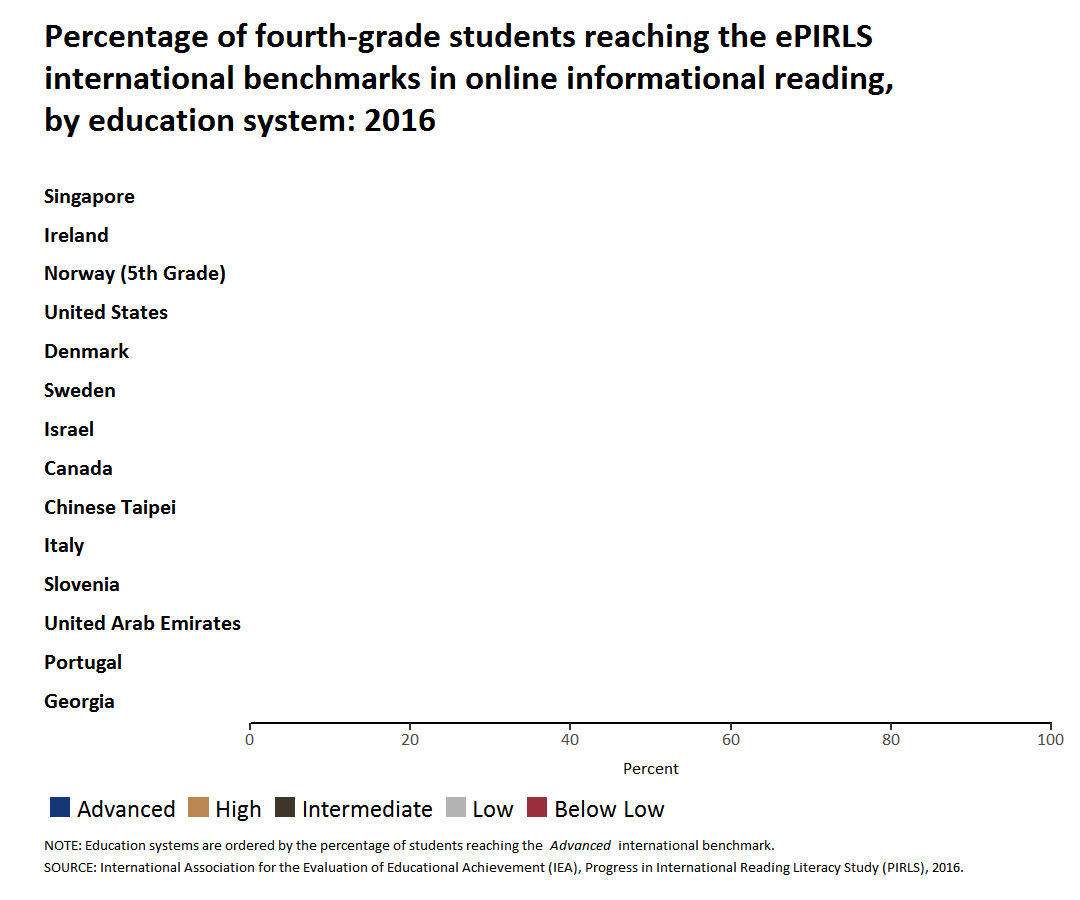 Percentage of fourth-grade students reaching the ePIRLS
international benchmarks in online informational reading,
by education system: 2016
Singapore
Ireland
Norway (5th Grade)
United States
Denmark
Sweden
Israel
Canada
Chinese Taipei
Italy
Slovenia
United Arab Emirates
Portugal
Georgia
0 20 40 60 80 100
Percent
Advanced High Intermediate Low Below Low
NOTE: Education systems are ordered by the percentage of students reaching the Advanced international benchmark.
SOURCE: International Association for the Evaluation of Educational Achievement (IEA), Progress in International Reading Literacy Study (PIRLS), 2016.